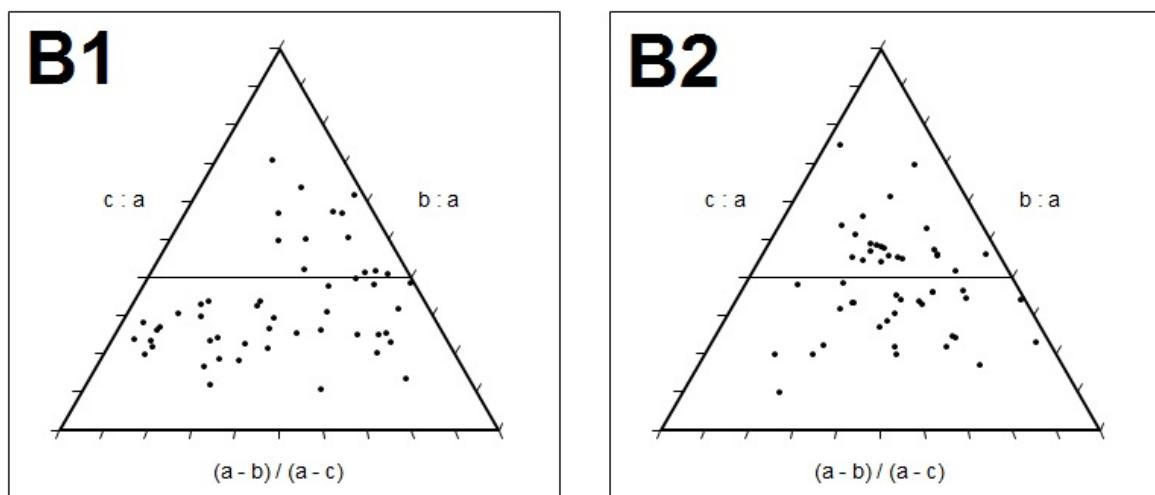 B1
c : a
b : a
(a - b) / (a - c)
B2
c : a
b : a
(a - b) / (a - c)